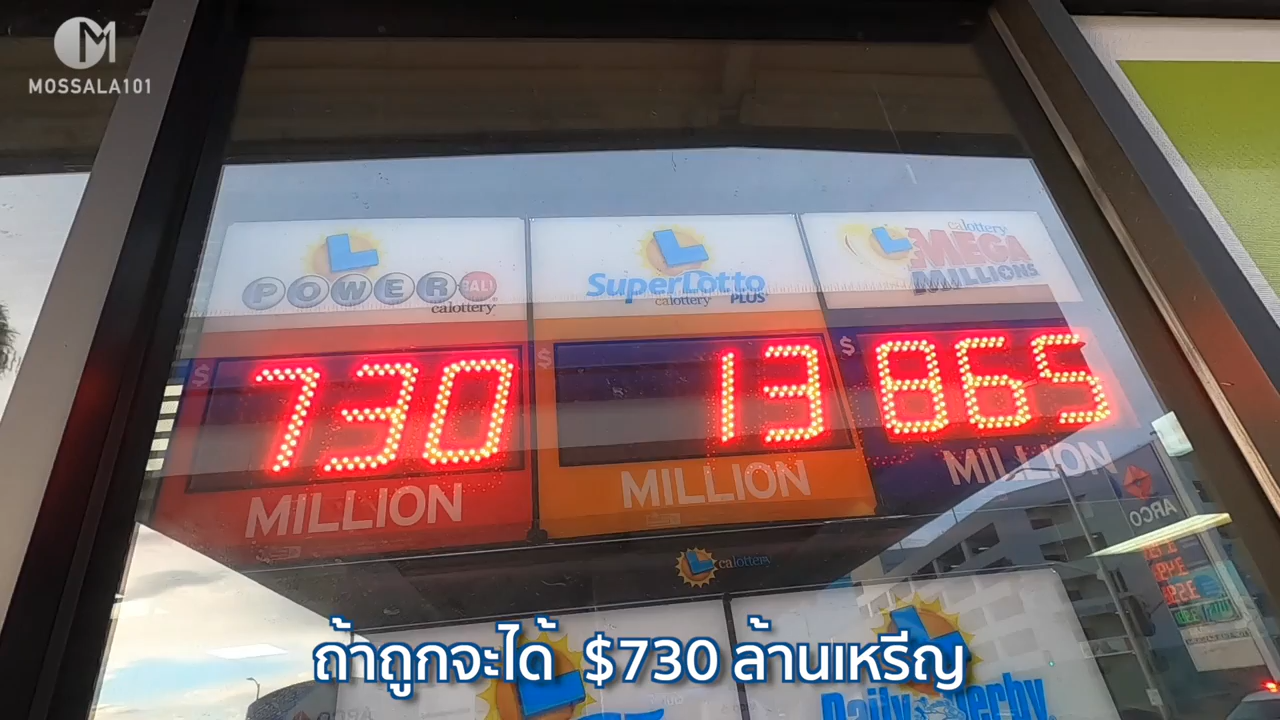 M
MOSSALA101
POWERBALL
calottery
SuperLotto
calottery PLUS
calottery
MEGA
MILLIONS
$ 730
MILLION
$ 13
MILLION
$ 865
MILLION
calottery
ARCO
ถ้าถูกจะได้ $730 ล้านเหรีญ
Daily Derby